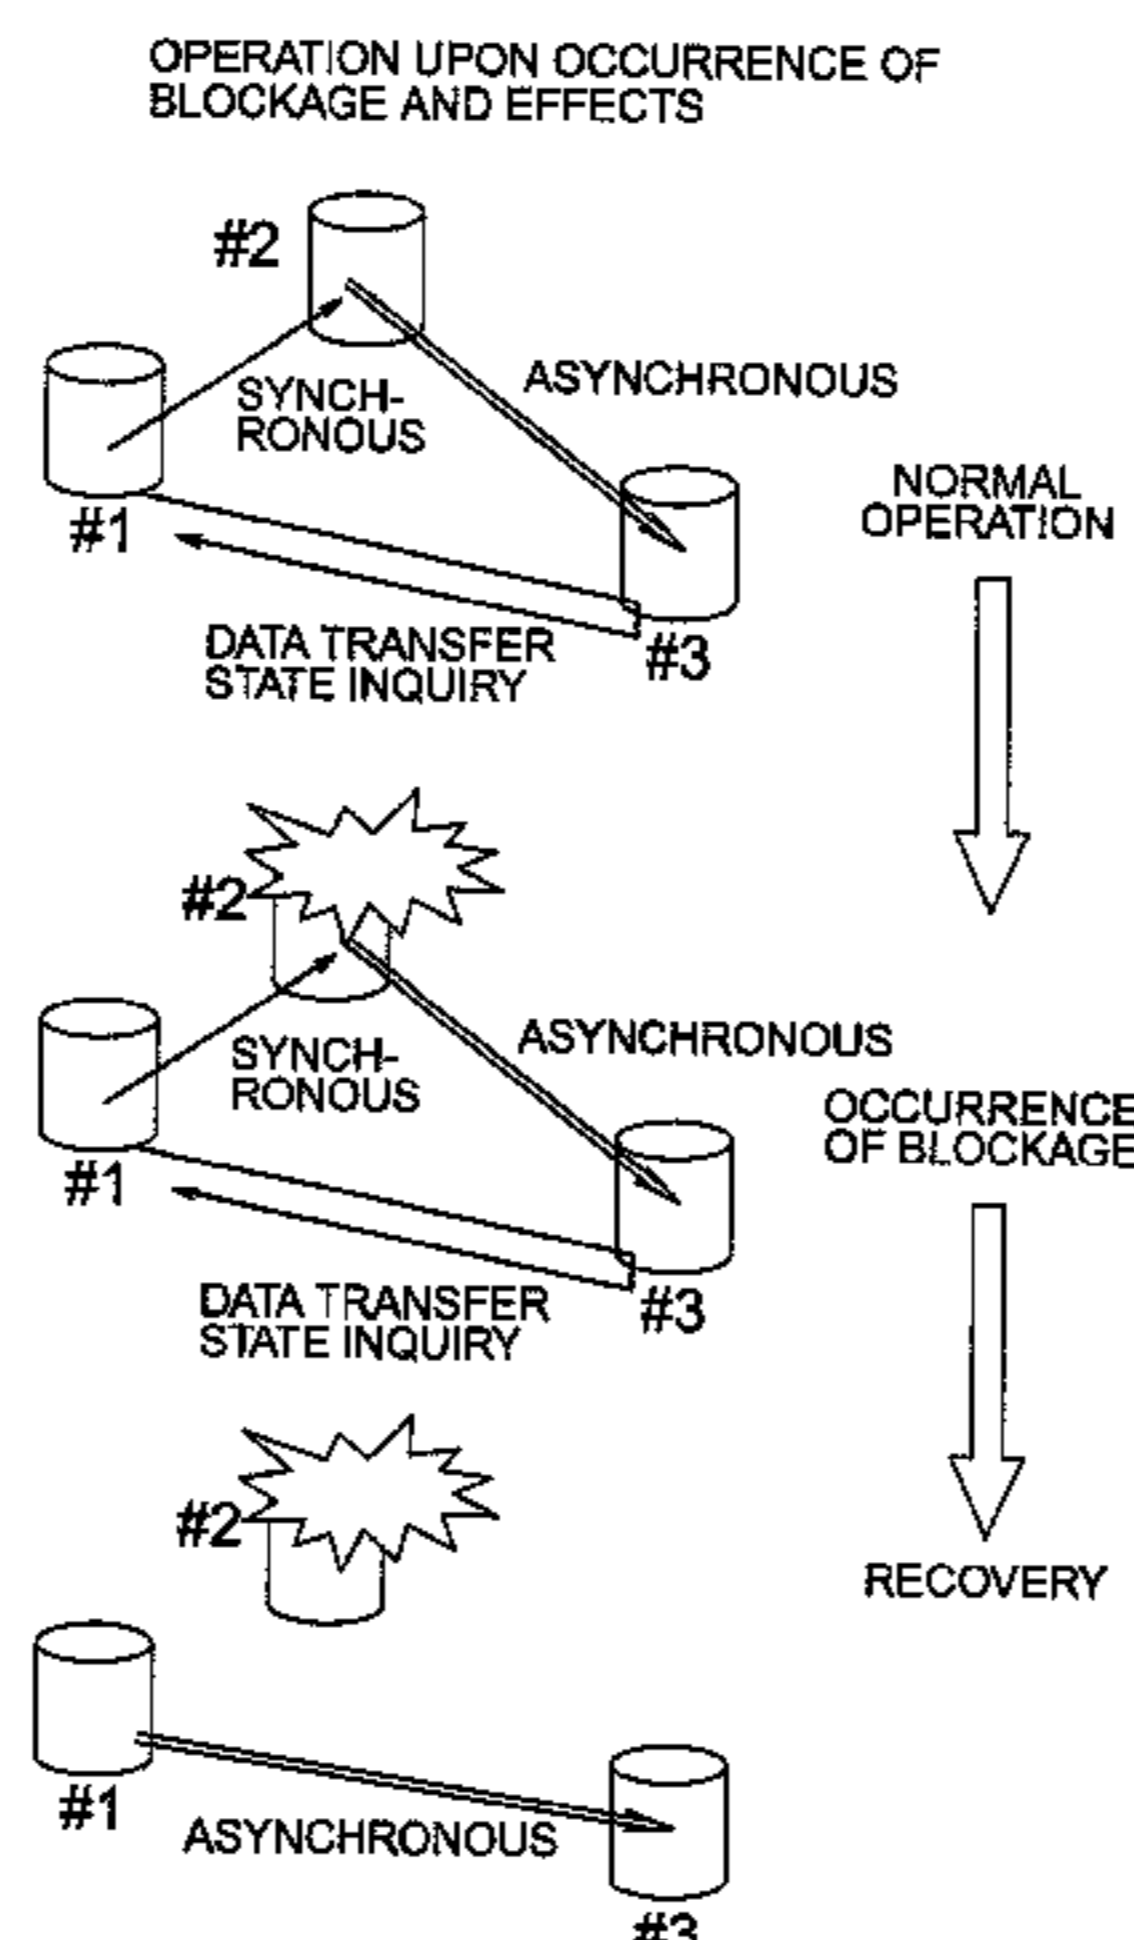 OPERATION UPON OCCURRENCE OF
BLOCKAGE AND EFFECTS
#2
SYNCH-
RONOUS
ASYNCHRONOUS
#1
NORMAL
OPERATION
DATA TRANSFER
STATE INQUIRY
#3
#2
SYNCH-
RONOUS
ASYNCHRONOUS
#1
OCCURRENCE
OF BLOCKAGE
DATA TRANSFER
STATE INQUIRY
#3
#2
RECOVERY
#1
ASYNCHRONOUS
#3